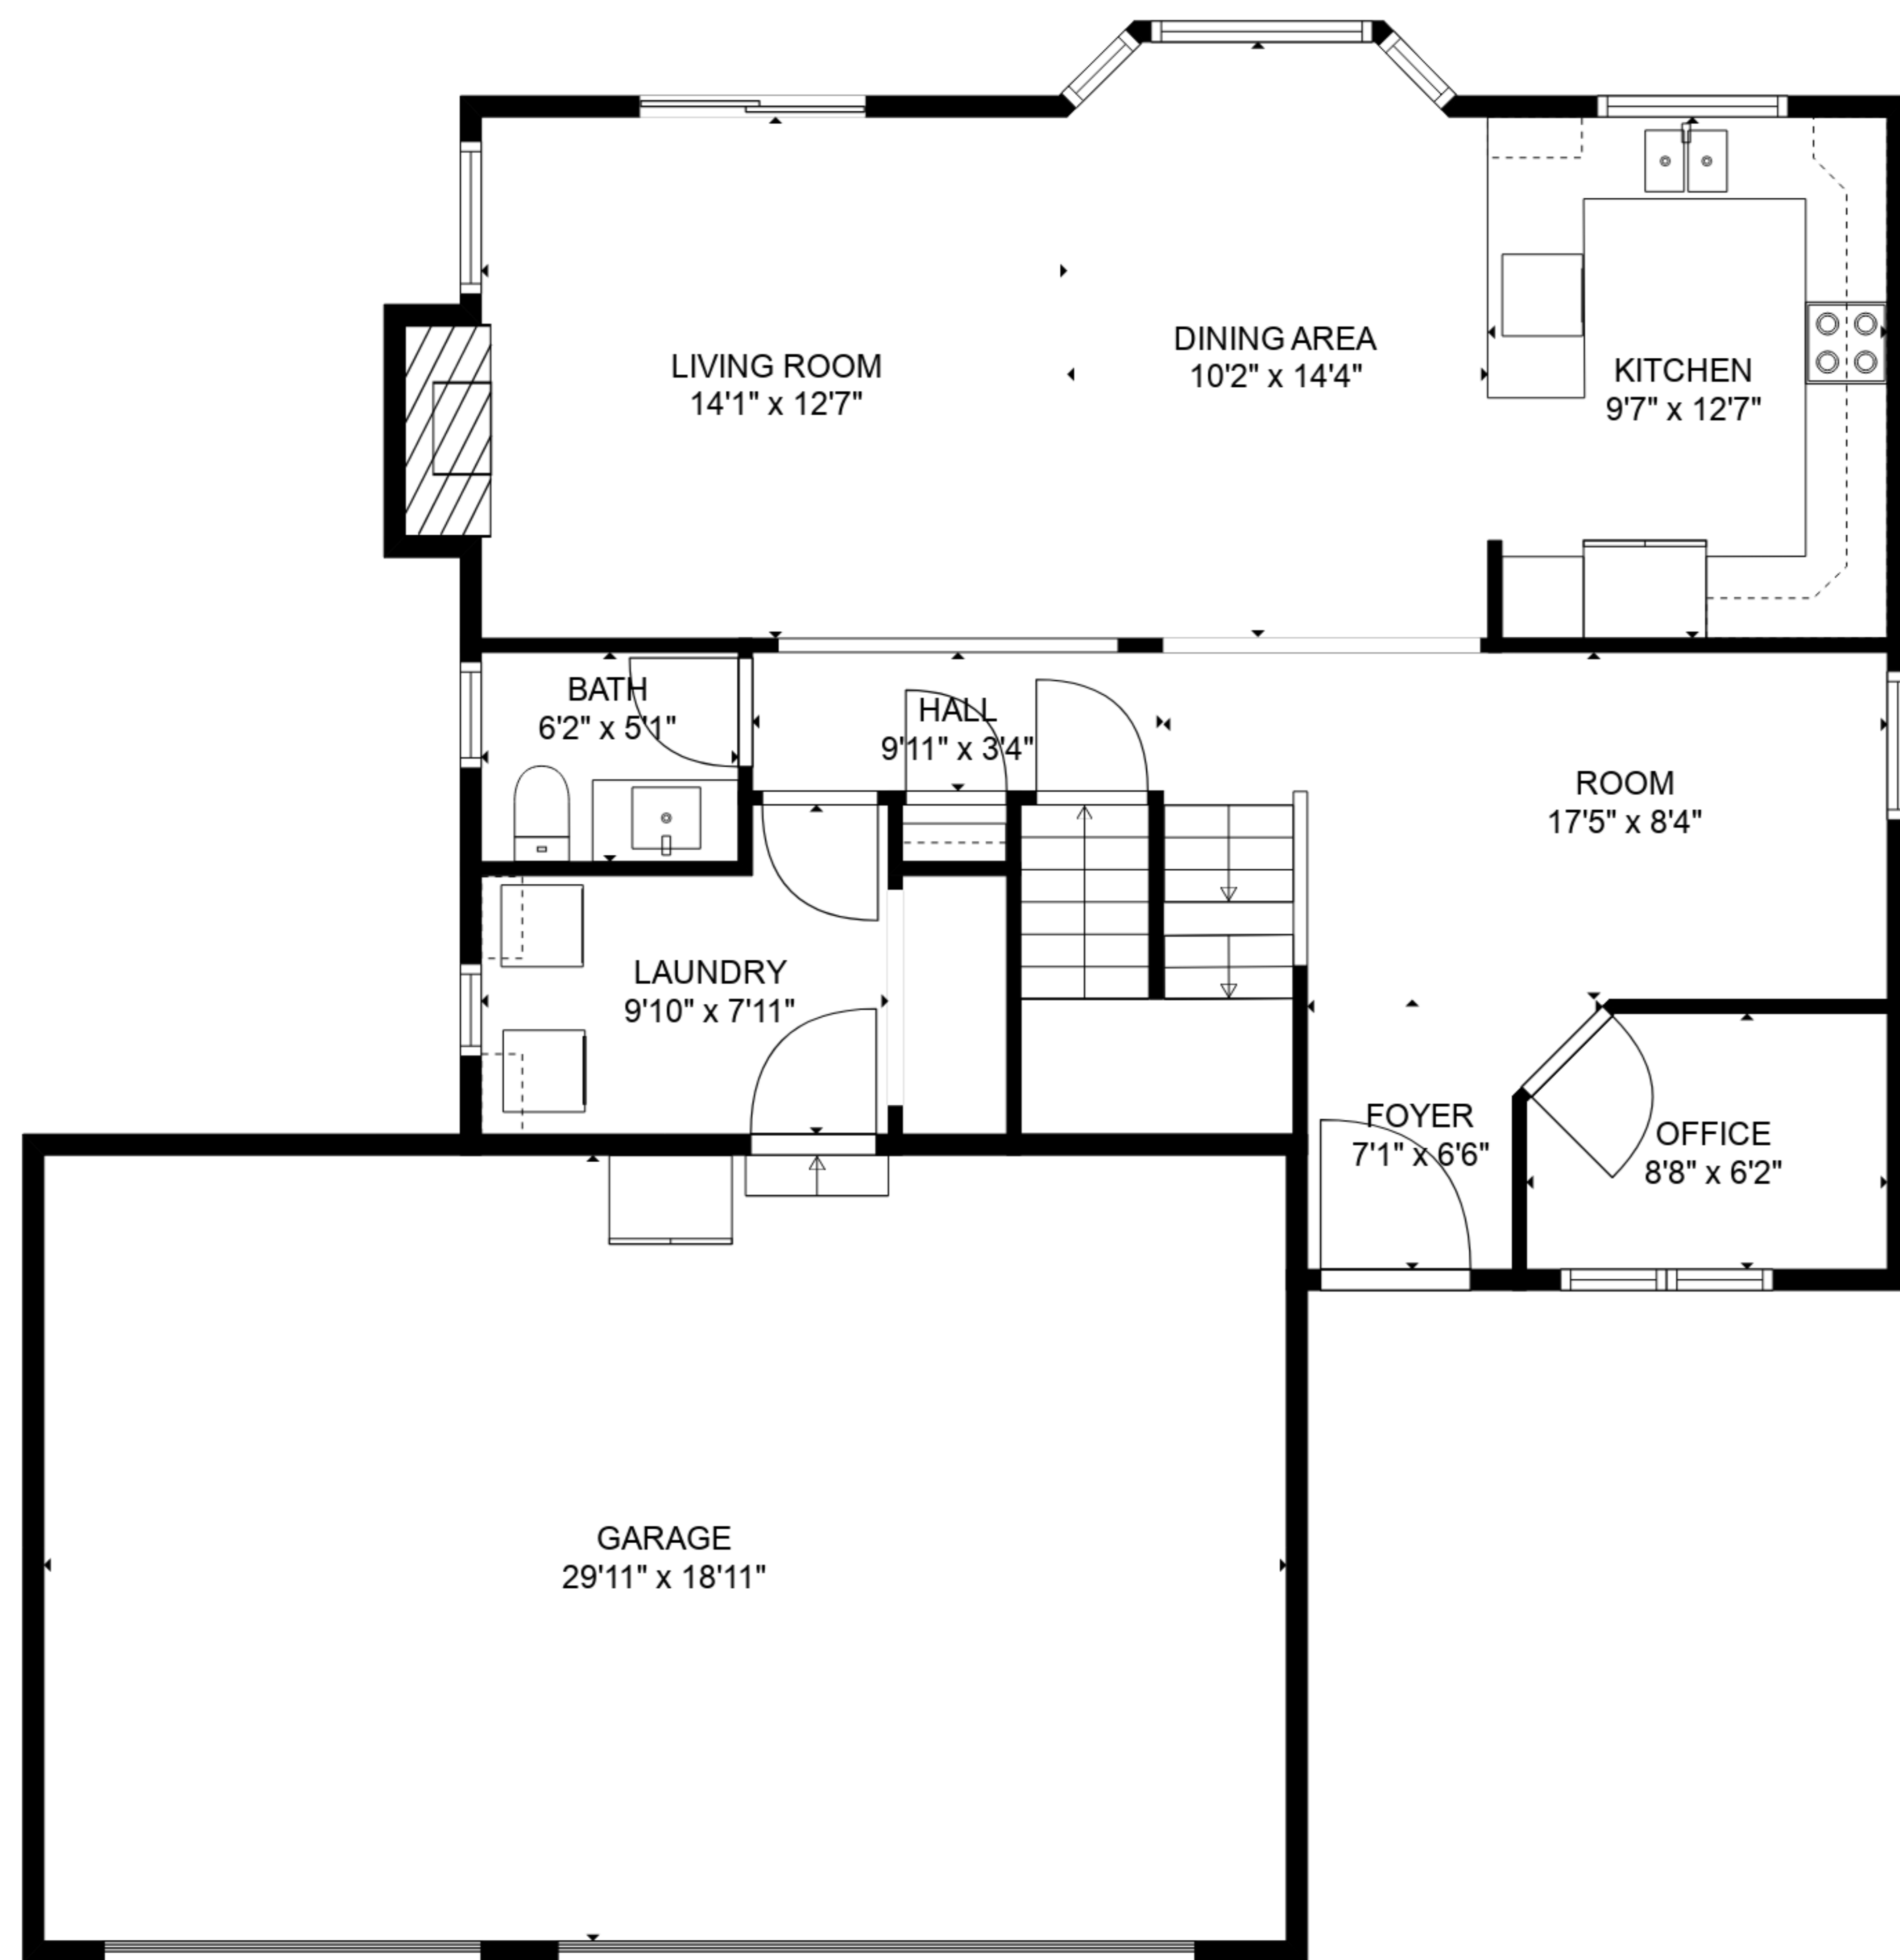 LIVING ROOM
14'1" x 12'7"
DINING AREA
10'2" x 14'4"
KITCHEN
9'7" x 12'7"
BATH
6'2" x 5'1"
HALL
9'11" x 3'4"
ROOM
17'5" x 8'4"
LAUNDRY
9'10" x 7'11"
FOYER
7'1" x 6'6"
OFFICE
8'8" x 6'2"
GARAGE
29'11" x 18'11"